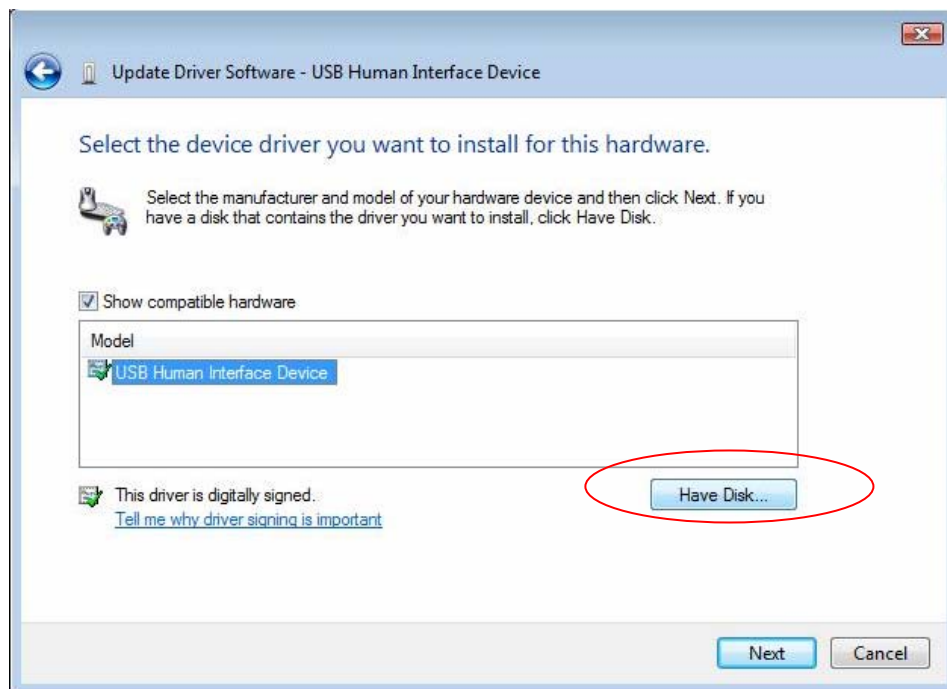 Update Driver Software - USB Human Interface Device
Select the device driver you want to install for this hardware.
Select the manufacturer and model of your hardware device and then click Next. If you
have a disk that contains the driver you want to install, click Have Disk.
Show compatible hardware
Model
USB Human Interface Device
This driver is digitally signed.
Have Disk...
Tell me why driver signing is important
Next
Cancel